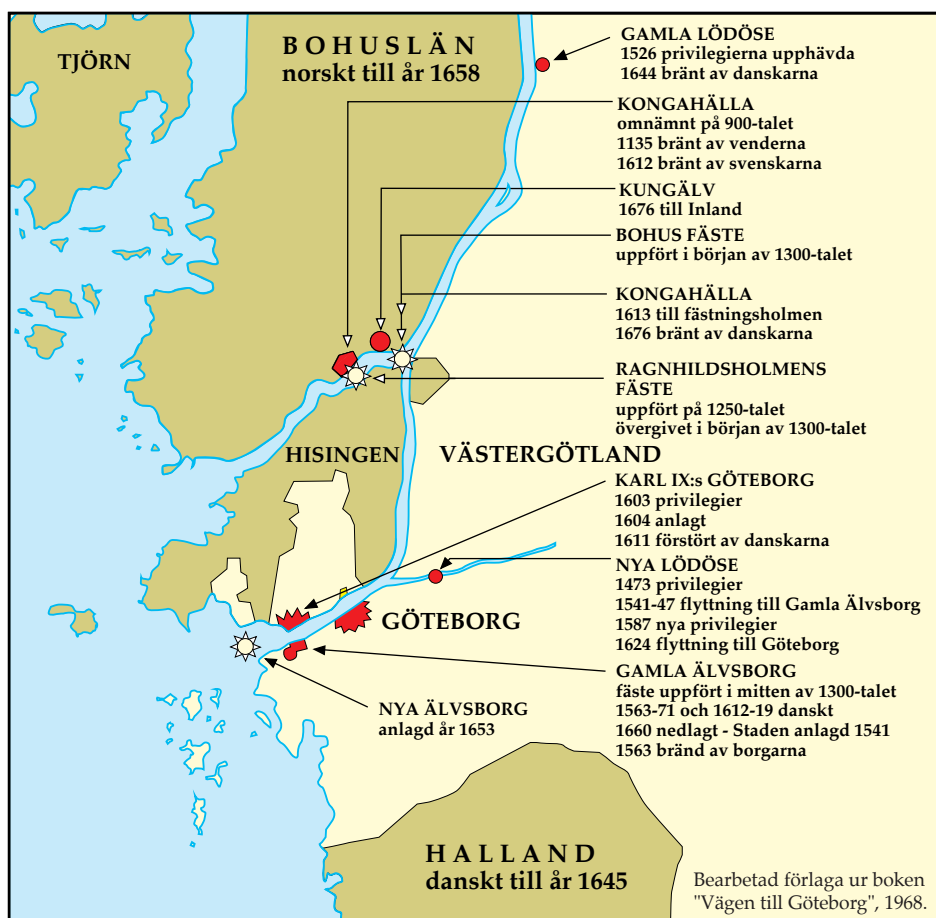 TJÖRN
BOHUSLÄN
norskt till år 1658
GAMLA LÖDÖSE
1526 privilegierna upphävda
1644 bränt av danskarna
KONGAHÄLLA
omnämnt på 900-talet
1135 bränt av venderna
1612 bränt av svenskarna
KUNGÄLV
1676 till Inland
BOHUS FÄSTE
uppfört i början av 1300-talet
KONGAHÄLLA
1613 till fästningsholmen
1676 bränt av danskarna
RAGNHILDSHOLMENS
FÄSTE
uppfört på 1250-talet
övergivet i början av 1300-talet
HISINGEN
VÄSTERGÖTLAND
KARL IX:s GÖTEBORG
1603 privilegier
1604 anlagt
1611 förstört av danskarna
NYA LÖDÖSE
1473 privilegier
1541-47 flyttning till Gamla Älvsborg
1587 nya privilegier
1624 flyttning till Göteborg
GÖTEBORG
GAMLA ÄLVSBORG
fäste uppfört i mitten av 1300-talet
1563-71 och 1612-19 danskt
1660 nedlagt - Staden anlagd 1541
1563 bränd av borgarna
NYA ÄLVSBORG
anlagd år 1653
HALLAND
danskt till år 1645
Bearbetad förlaga ur boken
"Vägen till Göteborg", 1968.